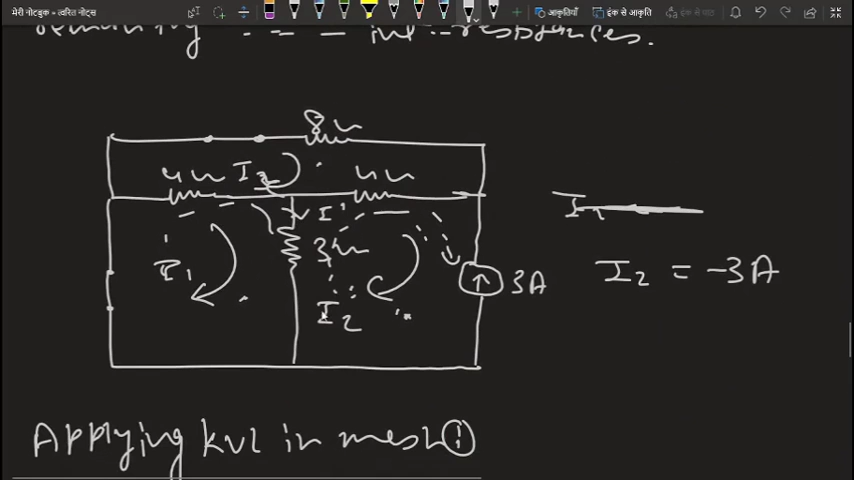 मेरी नोटबुक » त्वरित नोट्स
आकृतियाँ
इंक से आकृति
इंक से पाठ
8Ω
4Ω I3 4Ω
I'
3Ω
I1
I2
3A
I2 = -3A
Applying kvl in mesh ①